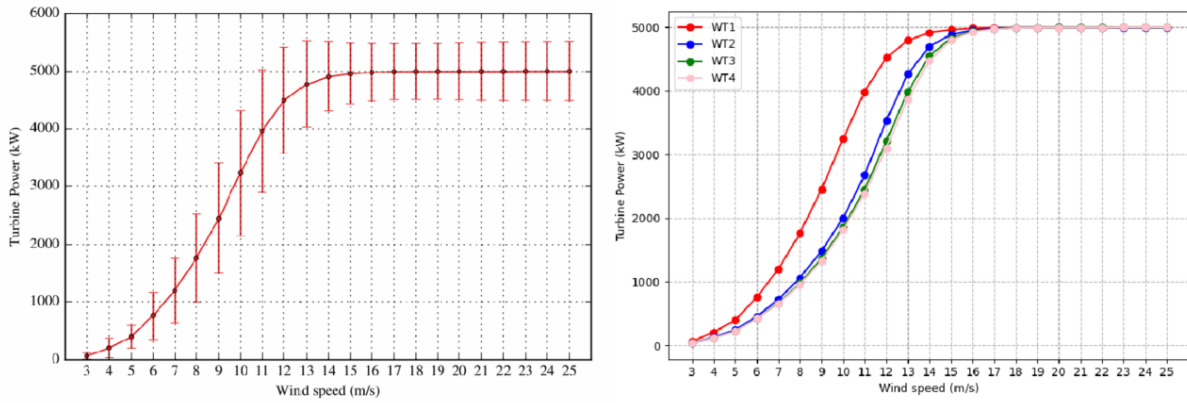 6000
5000
4000
3000
2000
1000
0
Turbine Power (kW)
3 4 5 6 7 8 9 10 11 12 13 14 15 16 17 18 19 20 21 22 23 24 25
Wind speed (m/s)
WT1
WT2
WT3
WT4
5000
4000
3000
2000
1000
0
Turbine Power (kW)
3 4 5 6 7 8 9 10 11 12 13 14 15 16 17 18 19 20 21 22 23 24 25
Wind speed (m/s)